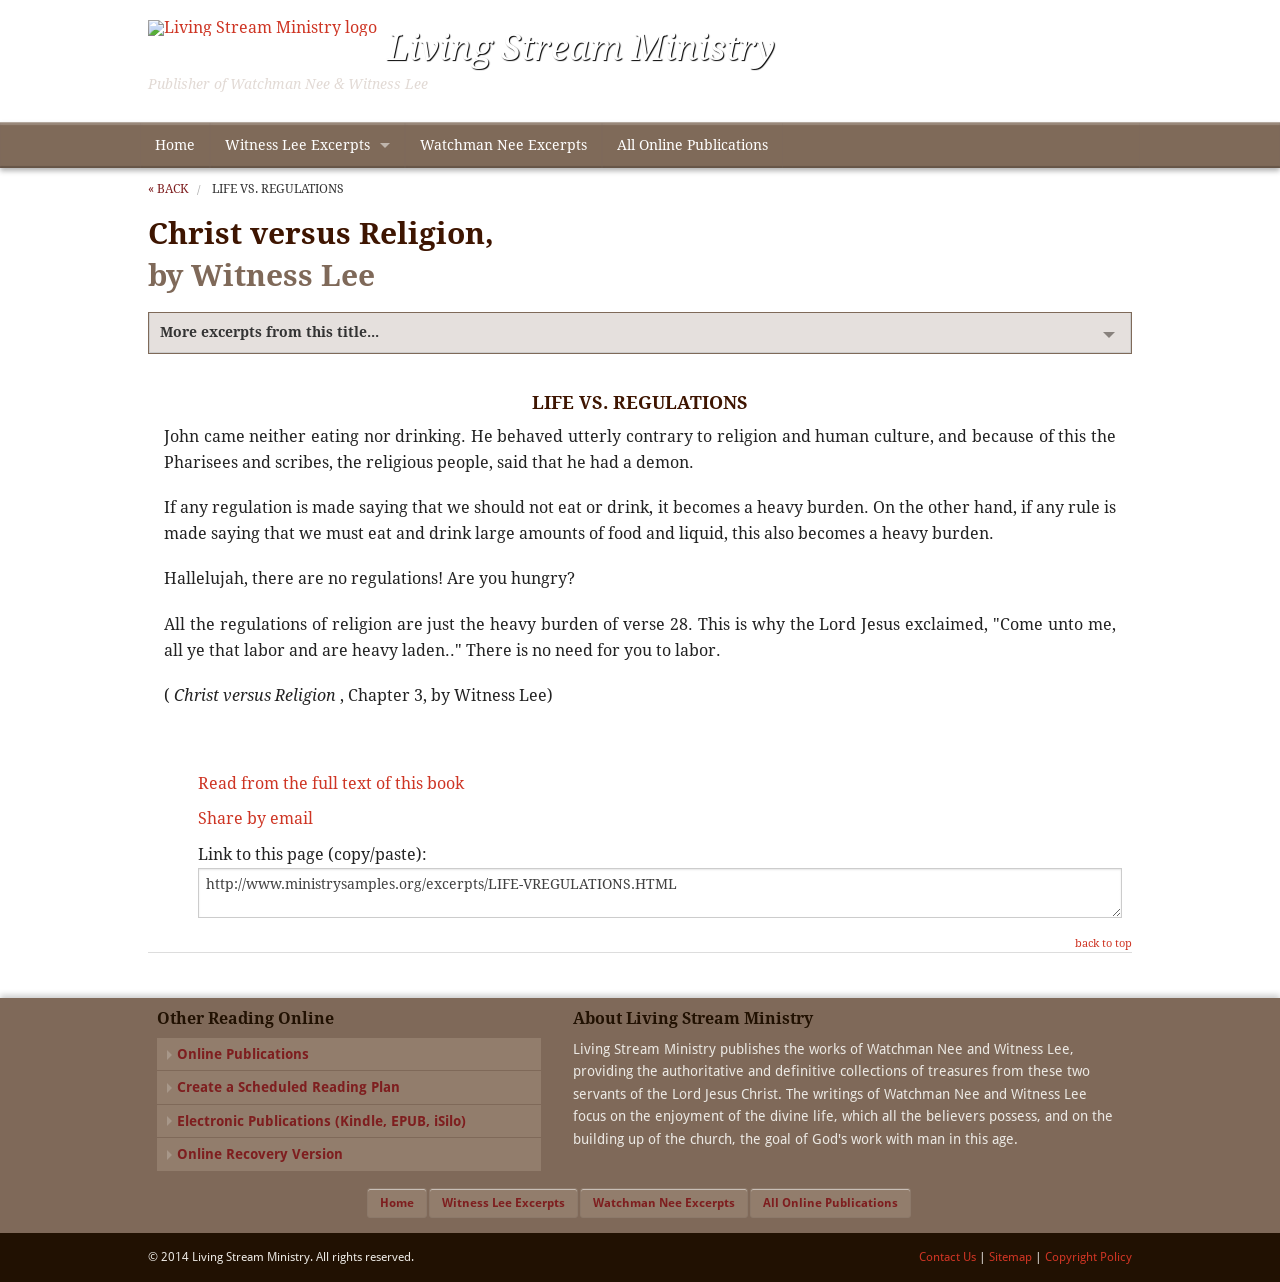 Living Stream Ministry logo
Living Stream Ministry
Publisher of Watchman Nee & Witness Lee
Home
Witness Lee Excerpts
Watchman Nee Excerpts
All Online Publications
« BACK / LIFE VS. REGULATIONS
Christ versus Religion,
by Witness Lee
More excerpts from this title...
LIFE VS. REGULATIONS
John came neither eating nor drinking. He behaved utterly contrary to religion and human culture, and because of this the
Pharisees and scribes, the religious people, said that he had a demon.
If any regulation is made saying that we should not eat or drink, it becomes a heavy burden. On the other hand, if any rule is
made saying that we must eat and drink large amounts of food and liquid, this also becomes a heavy burden.
Hallelujah, there are no regulations! Are you hungry?
All the regulations of religion are just the heavy burden of verse 28. This is why the Lord Jesus exclaimed, "Come unto me,
all ye that labor and are heavy laden.." There is no need for you to labor.
( Christ versus Religion , Chapter 3, by Witness Lee)
Read from the full text of this book
Share by email
Link to this page (copy/paste):
http://www.ministrysamples.org/excerpts/LIFE-VREGULATIONS.HTML
back to top
Other Reading Online
Online Publications
Create a Scheduled Reading Plan
Electronic Publications (Kindle, EPUB, iSilo)
Online Recovery Version
About Living Stream Ministry
Living Stream Ministry publishes the works of Watchman Nee and Witness Lee,
providing the authoritative and definitive collections of treasures from these two
servants of the Lord Jesus Christ. The writings of Watchman Nee and Witness Lee
focus on the enjoyment of the divine life, which all the believers possess, and on the
building up of the church, the goal of God's work with man in this age.
Home
Witness Lee Excerpts
Watchman Nee Excerpts
All Online Publications
© 2014 Living Stream Ministry. All rights reserved.
Contact Us | Sitemap | Copyright Policy